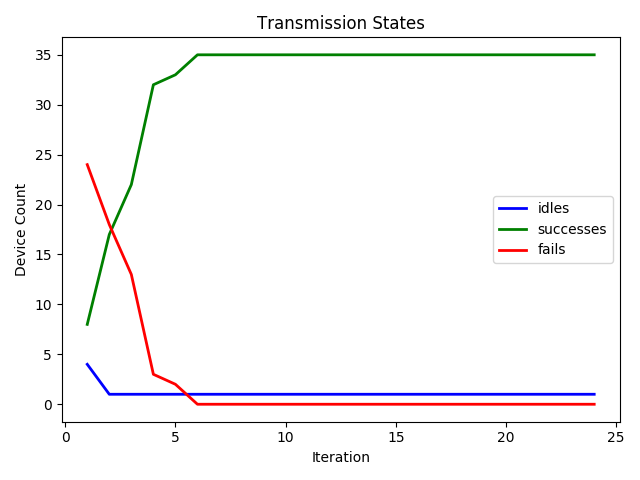 Transmission States
Device Count
35
30
25
20
15
10
5
0
idles
successes
fails
0 5 10 15 20 25
Iteration